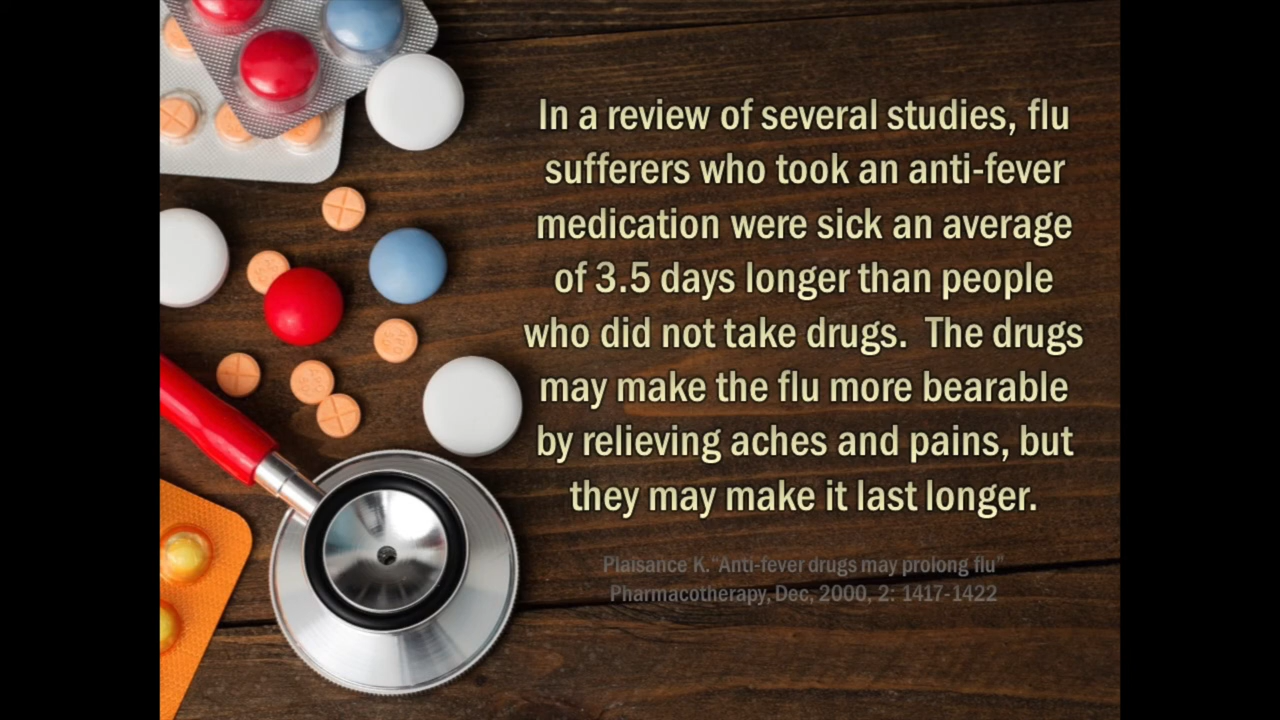 In a review of several studies, flu
sufferers who took an anti-fever
medication were sick an average
of 3.5 days longer than people
who did not take drugs.  The drugs
may make the flu more bearable
by relieving aches and pains, but
they may make it last longer.
Plaisance K. "Anti-fever drugs may prolong flu"
Pharmacotherapy, Dec, 2000, 2: 1417-1422